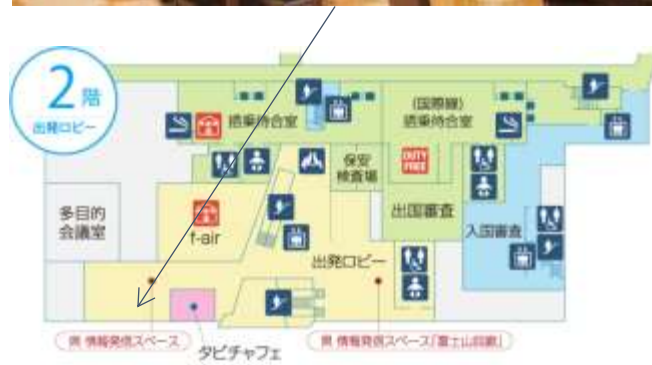 2階
出発ロビー
搭乗待合室
(国際線)
搭乗待合室
保安
検査場
DUTY
FREE
多目的
会議室
f-air
出国審査
入国審査
出発ロビー
県 情報発信スペース
タビチャフェ
県 情報発信スペース「富士山回廊」